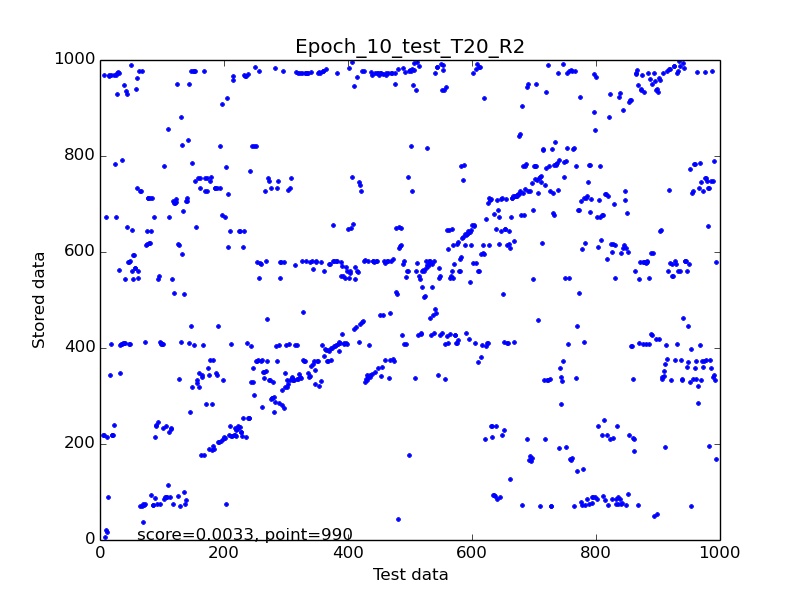 Epoch_10_test_T20_R2
1000
800
600
400
200
0
Stored data
score=0.0033, point=990
0 200 400 600 800 1000
Test data